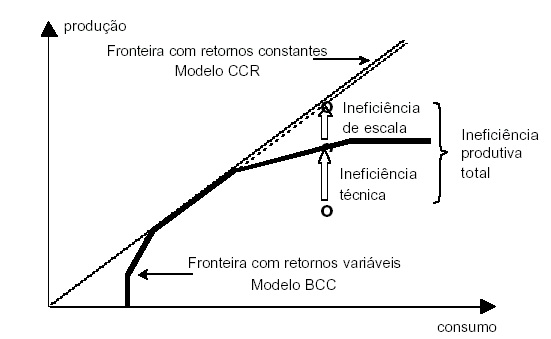 produção
Fronteira com retornos constantes
Modelo CCR
Ineficiência
de escala
Ineficiência
produtiva
total
Ineficiência
técnica
Fronteira com retornos variáveis
Modelo BCC
consumo